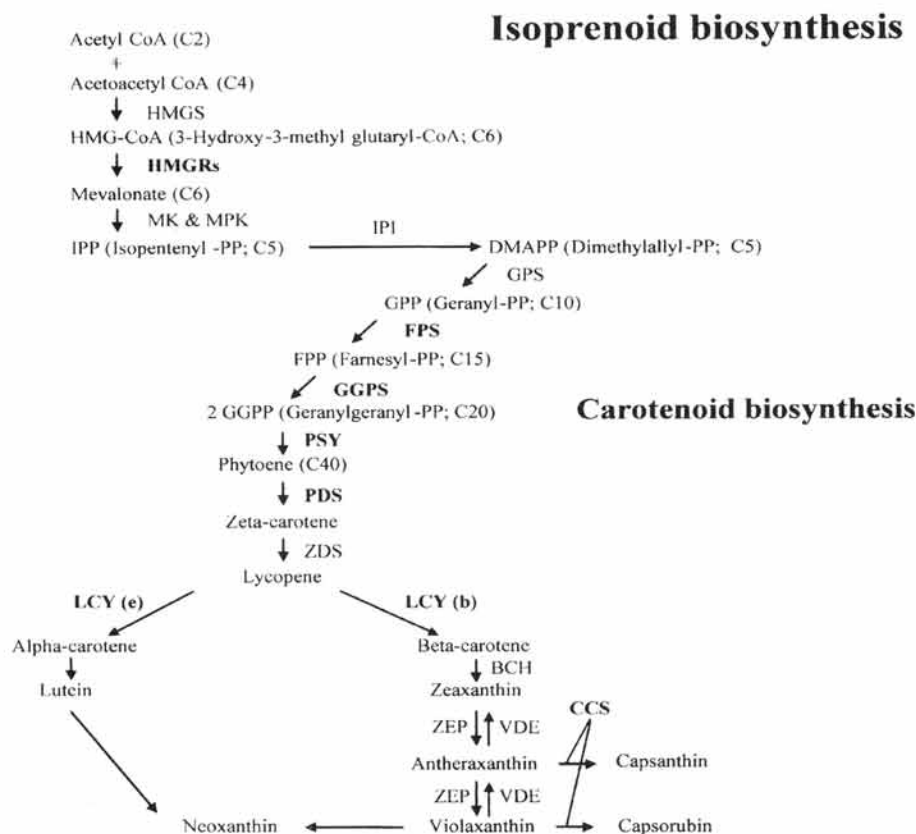 Isoprenoid biosynthesis
Acetyl CoA (C2)
+
Acetoacetyl CoA (C4)
HMGS
HMG-CoA (3-Hydroxy-3-methyl glutaryl-CoA; C6)
HMGRs
Mevalonate (C6)
MK & MPK
IPP (Isopentenyl -PP; C5)
IPI
DMAPP (Dimethylallyl-PP; C5)
GPS
GPP (Geranyl-PP; C10)
FPS
FPP (Farnesyl-PP; C15)
GGPS
2 GGPP (Geranylgeranyl-PP; C20)
Carotenoid biosynthesis
PSY
Phytoene (C40)
PDS
Zeta-carotene
ZDS
Lycopene
LCY (e)
LCY (b)
Alpha-carotene
Beta-carotene
BCH
Lutein
Zeaxanthin
CCS
ZEP
VDE
Antheraxanthin
Capsanthin
ZEP
VDE
Neoxanthin
Violaxanthin
Capsorubin